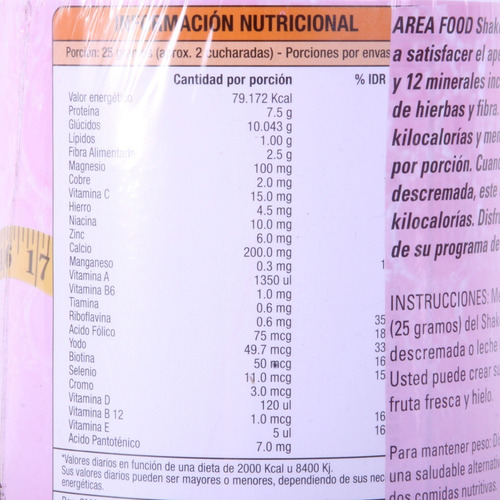 INFORMACIÓN NUTRICIONAL
Porción: 25 (aprox. 2 cucharadas) - Porciones por envas
Cantidad por porción % IDR
Valor energético 79.172 Kcal
Proteína 7.5 g
Glúcidos 10.043 g
Lípidos 1.00 g
Fibra Alimentaria 2.5 g
Magnesio 100 mg
Cobre 2.0 mg
Vitamina C 15.0 mg
Hierro 4.5 mg
Niacina 10.0 mg
Zinc 6.0 mg
Calcio 200.0 mg
Manganeso 0.3 mg 1
Vitamina A 1350 ul
Vitamina B6 1.0 mg
Tiamina 0.6 mg
Riboflavina 0.6 mg 35
Acido Fólico 75 mcg 18
Yodo 49.7 mcg 33
Biotina 50 mcg 16
Selenio 11.0 mcg 15
Cromo 3.0 mcg
Vitamina D 120 ul
Vitamina B 12 1.0 mcg 16
Vitamina E 5 ul 16
Acido Pantoténico 7.0 mg
*Valores diarios en función de una dieta de 2000 Kcal u 8400 Kj.
Sus valores diarios pueden ser mayores o menores, dependiendo de sus nec
energéticas.
AREA FOOD Shak
a satisfacer el ape
y 12 minerales inc
de hierbas y fibra.
kilocalorías y men
por porción. Cuand
descremada, este
kilocalorías. Disfru
de su programa de
INSTRUCCIONES: Me
(25 gramos) del Shak
descremada o leche
Usted puede crear su
fruta fresca y hielo.
Para mantener peso: D
una saludable alternativ
dos comidas nutritivas.
17